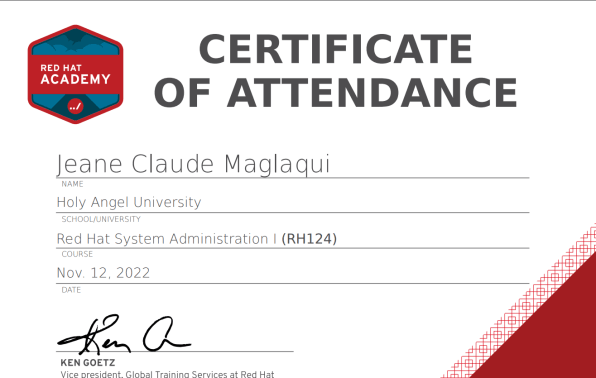 RED HAT
ACADEMY
CERTIFICATE
OF ATTENDANCE
Jeane Claude Maglaqui
NAME
Holy Angel University
SCHOOL/UNIVERSITY
Red Hat System Administration I (RH124)
COURSE
Nov. 12, 2022
DATE
KEN GOETZ
Vice president, Global Training Services at Red Hat